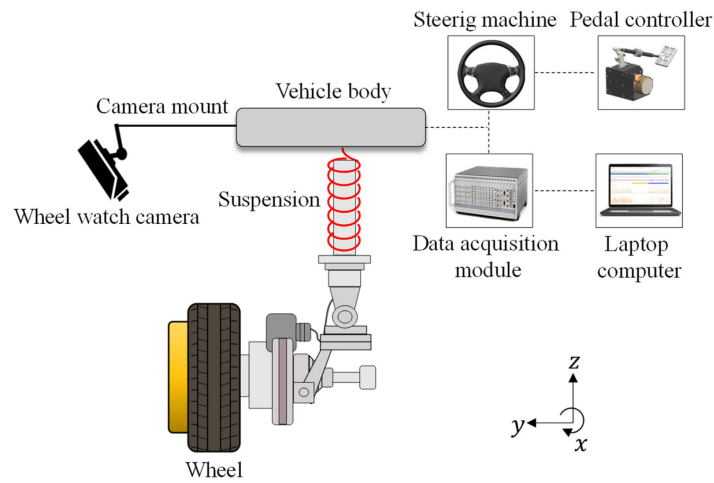 Steerig machine
Pedal controller
Vehicle body
Camera mount
Wheel watch camera
Suspension
Data acquisition
module
Laptop
computer
z
y
x
Wheel